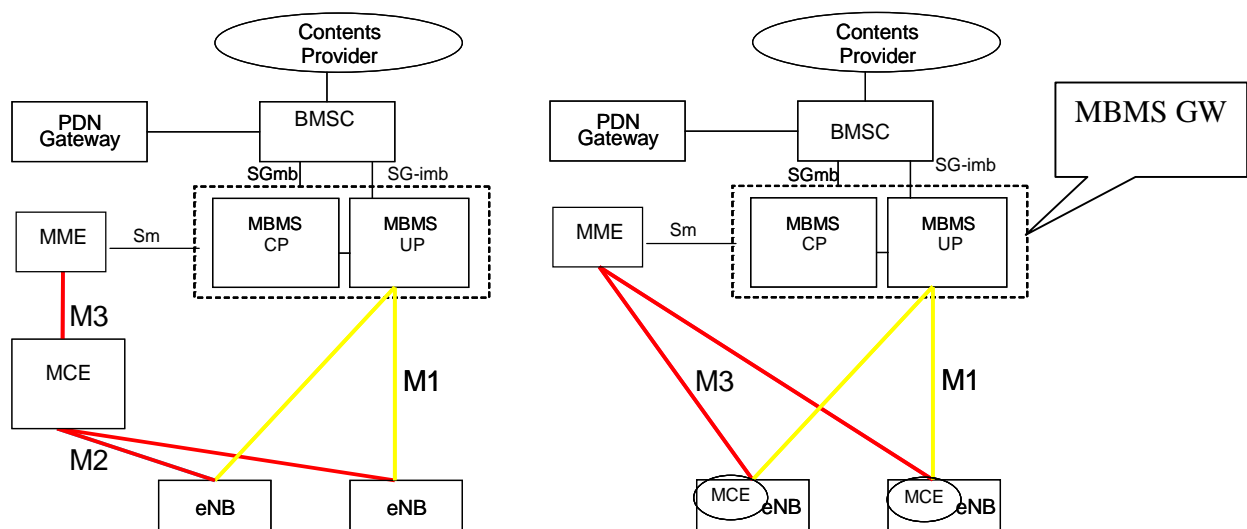 Contents
Provider
PDN
Gateway
BMSC
SGmb
SG-imb
MBMS
CP
MBMS
UP
MME
Sm
M3
MCE
M1
M2
eNB
eNB
Contents
Provider
PDN
Gateway
BMSC
MBMS GW
SGmb
SG-imb
MBMS
CP
MBMS
UP
MME
Sm
M3
M1
MCE
eNB
MCE
eNB